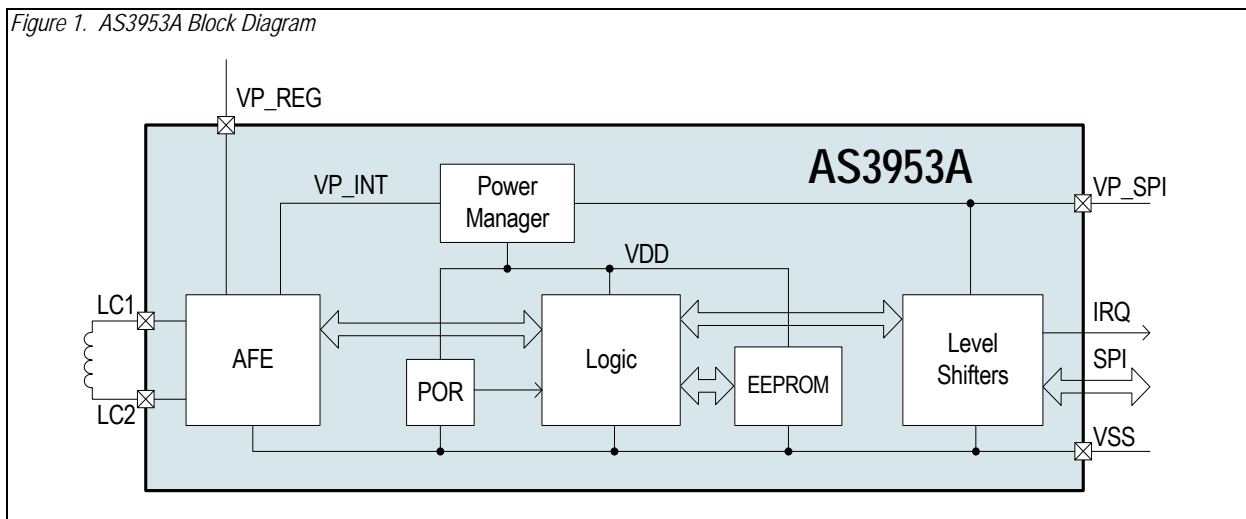 Figure 1. AS3953A Block Diagram
VP_REG
AS3953A
VP_INT
Power
Manager
VP_SPI
VDD
LC1
AFE
Logic
Level
Shifters
IRQ
SPI
POR
EEPROM
LC2
VSS